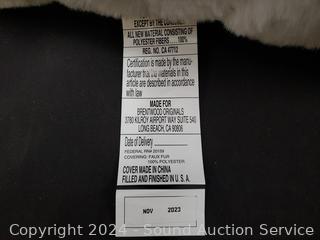 EXCEPT BY THE CONSUMER
ALL NEW MATERIAL CONSISTING OF
POLYESTER FIBERS 100%
REG. NO. CA 47712
Certification is made by the manu-
facturer that the materials in this
article are described in accordance
with law
MADE FOR
BRENTWOOD ORIGINALS
3780 KILROY AIRPORT WAY SUITE 540
LONG BEACH, CA 90806
Date of Delivery
FEDERAL RN# 20159
COVERING: FAUX FUR
100% POLYESTER
COVER MADE IN CHINA
FILLED AND FINISHED IN U. S. A.
NOV 2023
Copyright 2024 - Sound Auction Service